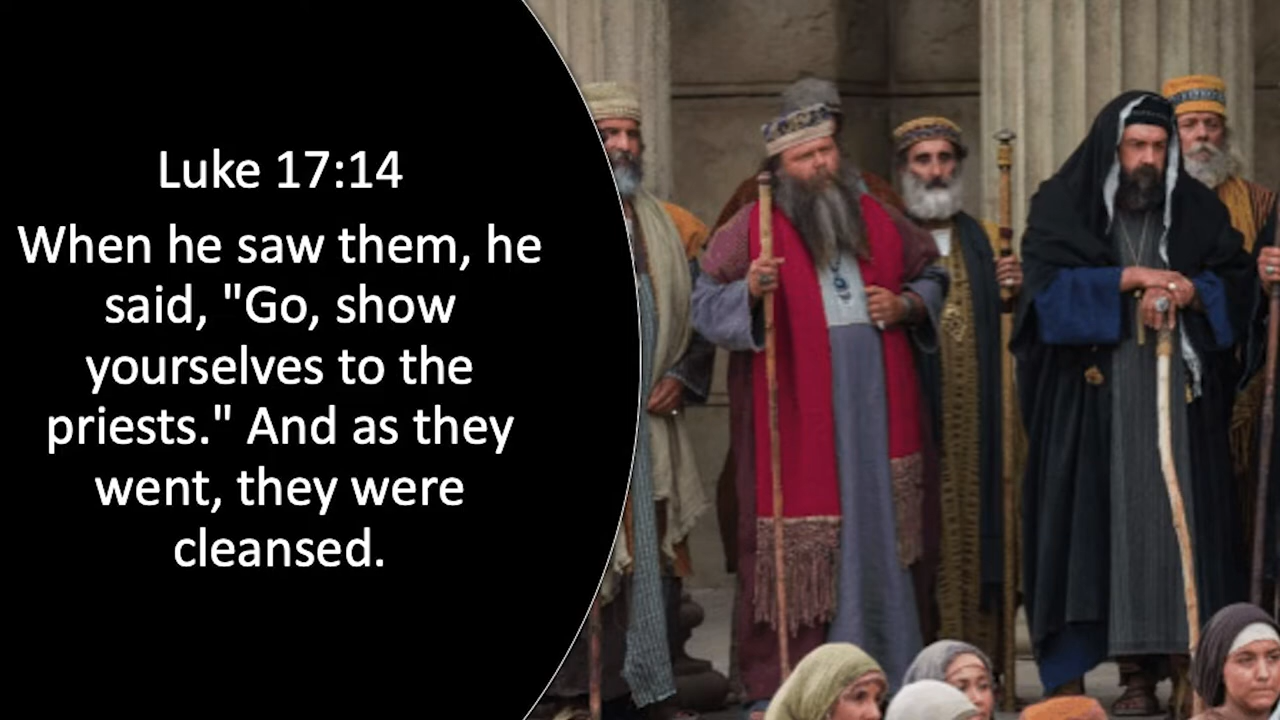 Luke 17:14
When he saw them, he
said, "Go, show
yourselves to the
priests." And as they
went, they were
cleansed.